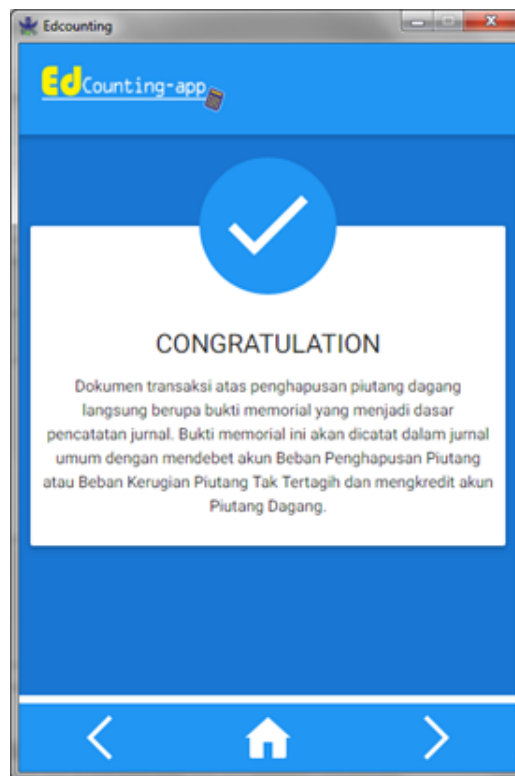 Edcounting
EdCounting-app
CONGRATULATION
Dokumen transaksi atas penghapusan piutang dagang
langsung berupa bukti memorial yang menjadi dasar
pencatatan jurnal. Bukti memorial ini akan dicatat dalam jurnal
umum dengan mendebet akun Beban Penghapusan Piutang
atau Beban Kerugian Piutang Tak Tertagih dan mengkredit akun
Piutang Dagang.